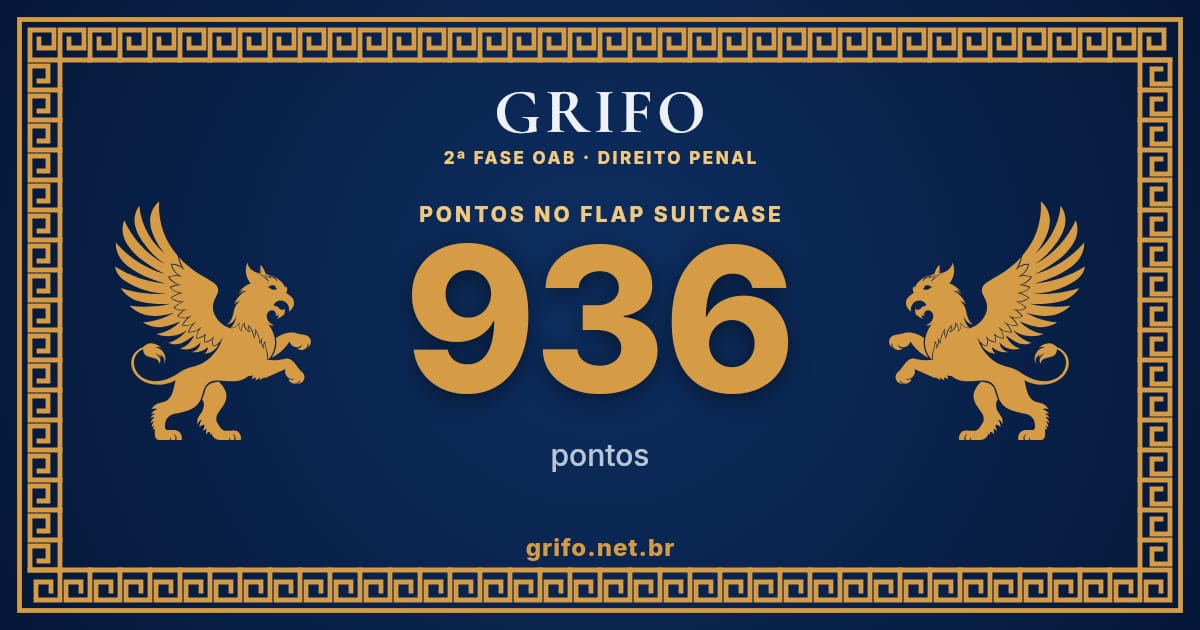 GRIFO
2ª FASE OAB · DIREITO PENAL
PONTOS NO FLAP SUITCASE
936
pontos
grifo.net.br